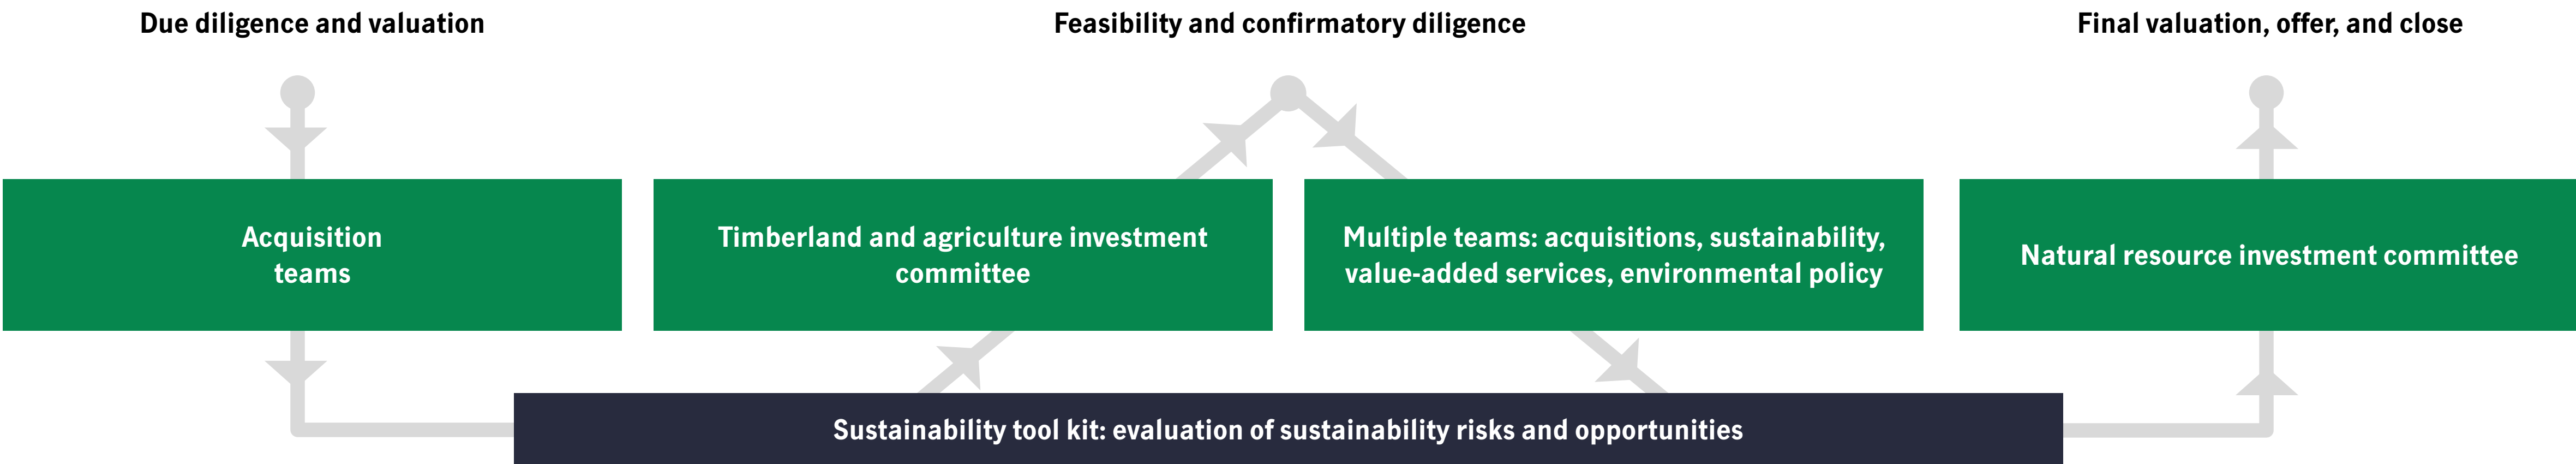 Due diligence and valuation
Feasibility and confirmatory diligence
Final valuation, offer, and close
Acquisition
teams
Timberland and agriculture investment
committee
Multiple teams: acquisitions, sustainability,
value-added services, environmental policy
Natural resource investment committee
Sustainability tool kit: evaluation of sustainability risks and opportunities